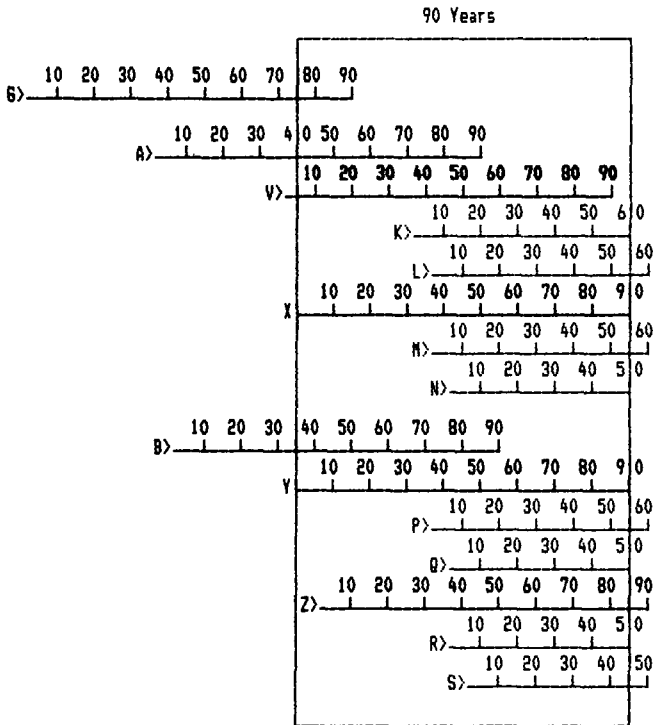 90 Years
10 20 30 40 50 60 70 80 90
G>
10 20 30 4 0 50 60 70 80 90
A>
10 20 30 40 50 60 70 80 90
V>
10 20 30 40 50 6 0
K>
10 20 30 40 50 60
L>
10 20 30 40 50 60 70 80 9 0
X
10 20 30 40 50 60
M>
10 20 30 40 5 0
N>
10 20 30 40 50 60 70 80 90
B>
10 20 30 40 50 60 70 80 9 0
Y
10 20 30 40 50 60
P>
10 20 30 40 5 0
Q>
10 20 30 40 50 60 70 80 90
Z>
10 20 30 40 5 0
R>
10 20 30 40 50
S>